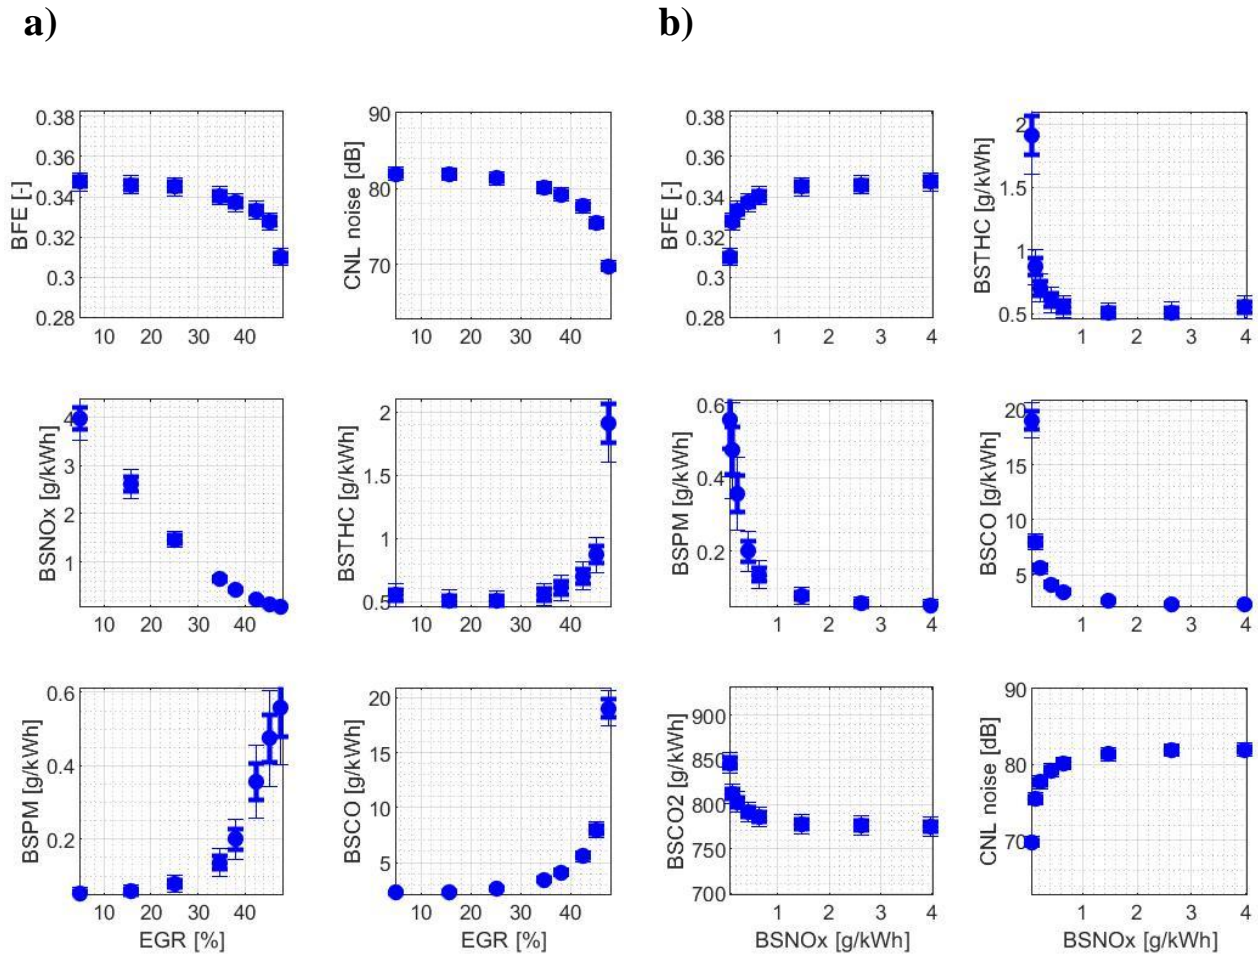 a)
b)
0.38
0.36
0.34
0.32
0.3
0.28
BFE [-]
10 20 30 40
90
80
70
CNL noise [dB]
10 20 30 40
0.38
0.36
0.34
0.32
0.3
0.28
BFE [-]
1 2 3 4
2
1.5
1
0.5
BSTHC [g/kWh]
1 2 3 4
4
3
2
1
BSNOx [g/kWh]
10 20 30 40
2
1.5
1
0.5
BSTHC [g/kWh]
10 20 30 40
0.6
0.4
0.2
BSPM [g/kWh]
1 2 3 4
20
15
10
5
BSCO [g/kWh]
1 2 3 4
0.6
0.4
0.2
BSPM [g/kWh]
10 20 30 40
EGR [%]
20
15
10
5
BSCO [g/kWh]
10 20 30 40
EGR [%]
900
850
800
750
700
BSCO2 [g/kWh]
1 2 3 4
BSNOx [g/kWh]
90
80
70
CNL noise [dB]
1 2 3 4
BSNOx [g/kWh]